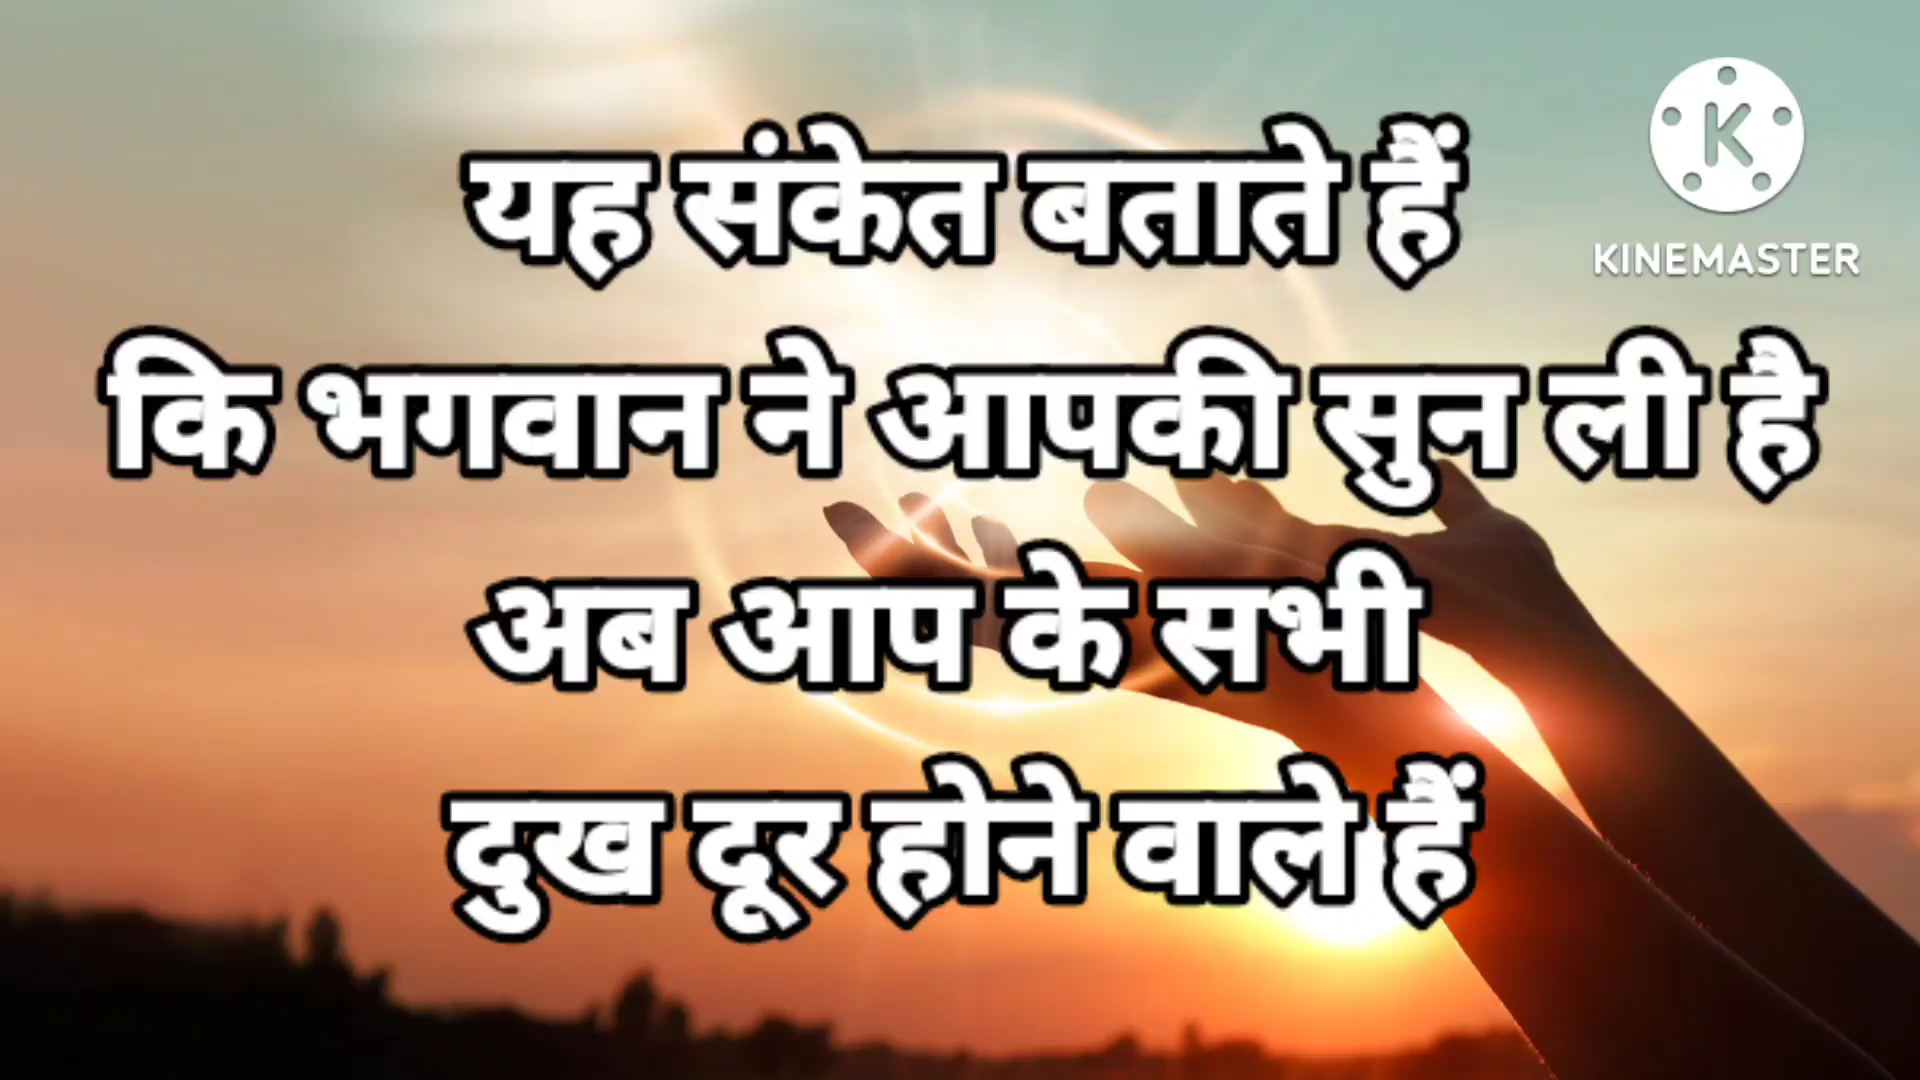 यह संकेत बताते हैं
कि भगवान ने आपकी सुन ली है
अब आप के सभी
दुख दूर होने वाले हैं
K
KINEMASTER